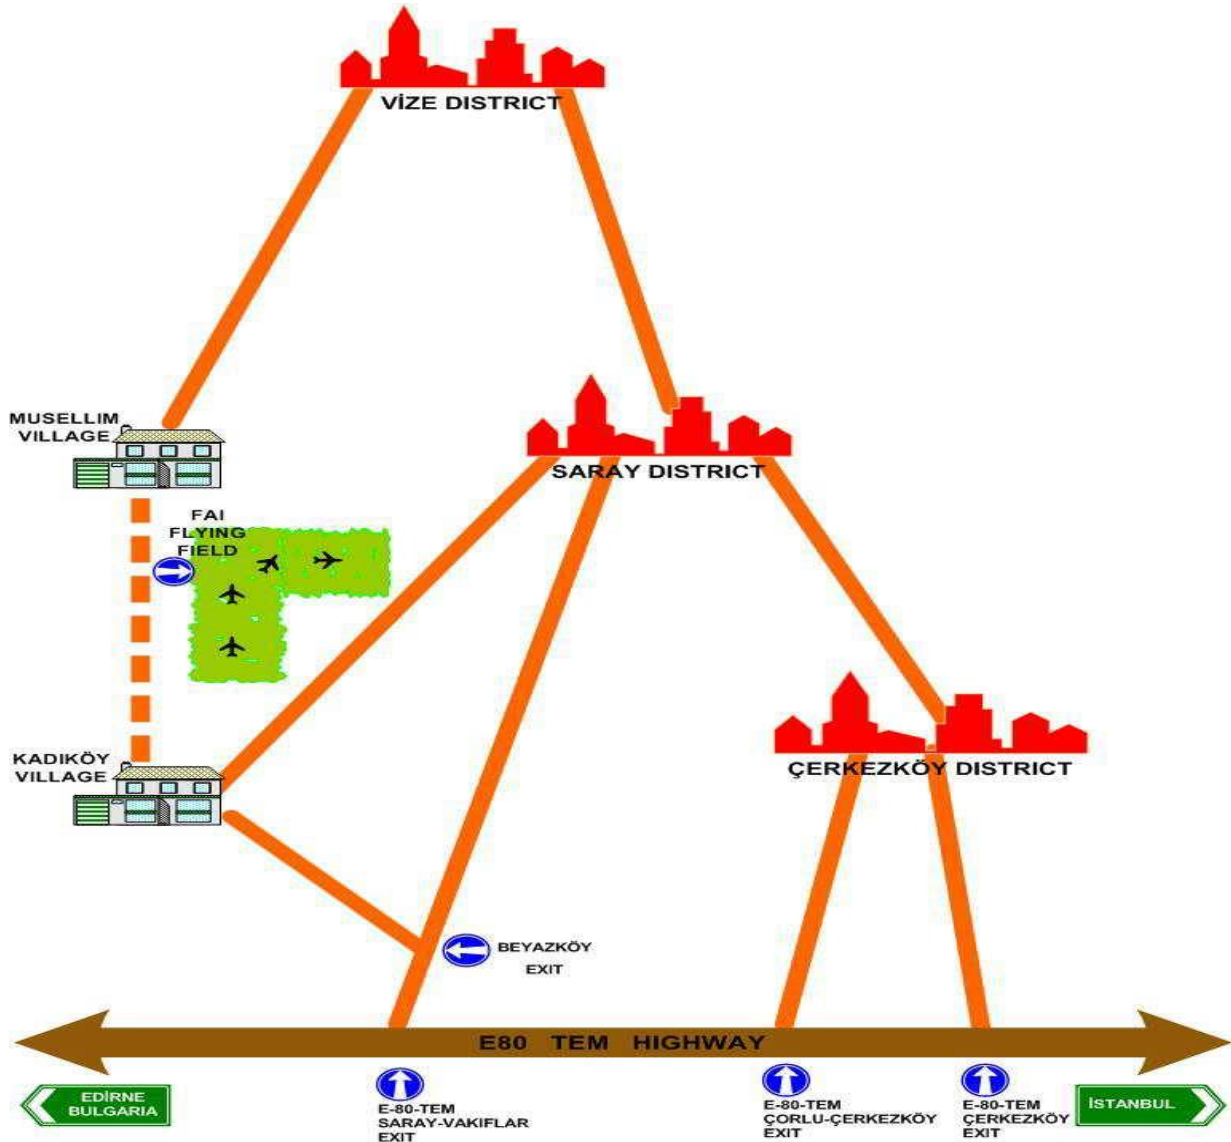 VİZE DISTRICT
MUSELLIM
VILLAGE
SARAY DISTRICT
FAI
FLYING
FIELD
KADIKÖY
VILLAGE
ÇERKEZKÖY DISTRICT
BEYAZKÖY
EXIT
E80 TEM HIGHWAY
EDİRNE
BULGARIA
E-80-TEM
SARAY-VAKIFLAR
EXIT
E-80-TEM
ÇORLU-ÇERKEZKÖY
EXIT
E-80-TEM
ÇERKEZKÖY
EXIT
İSTANBUL